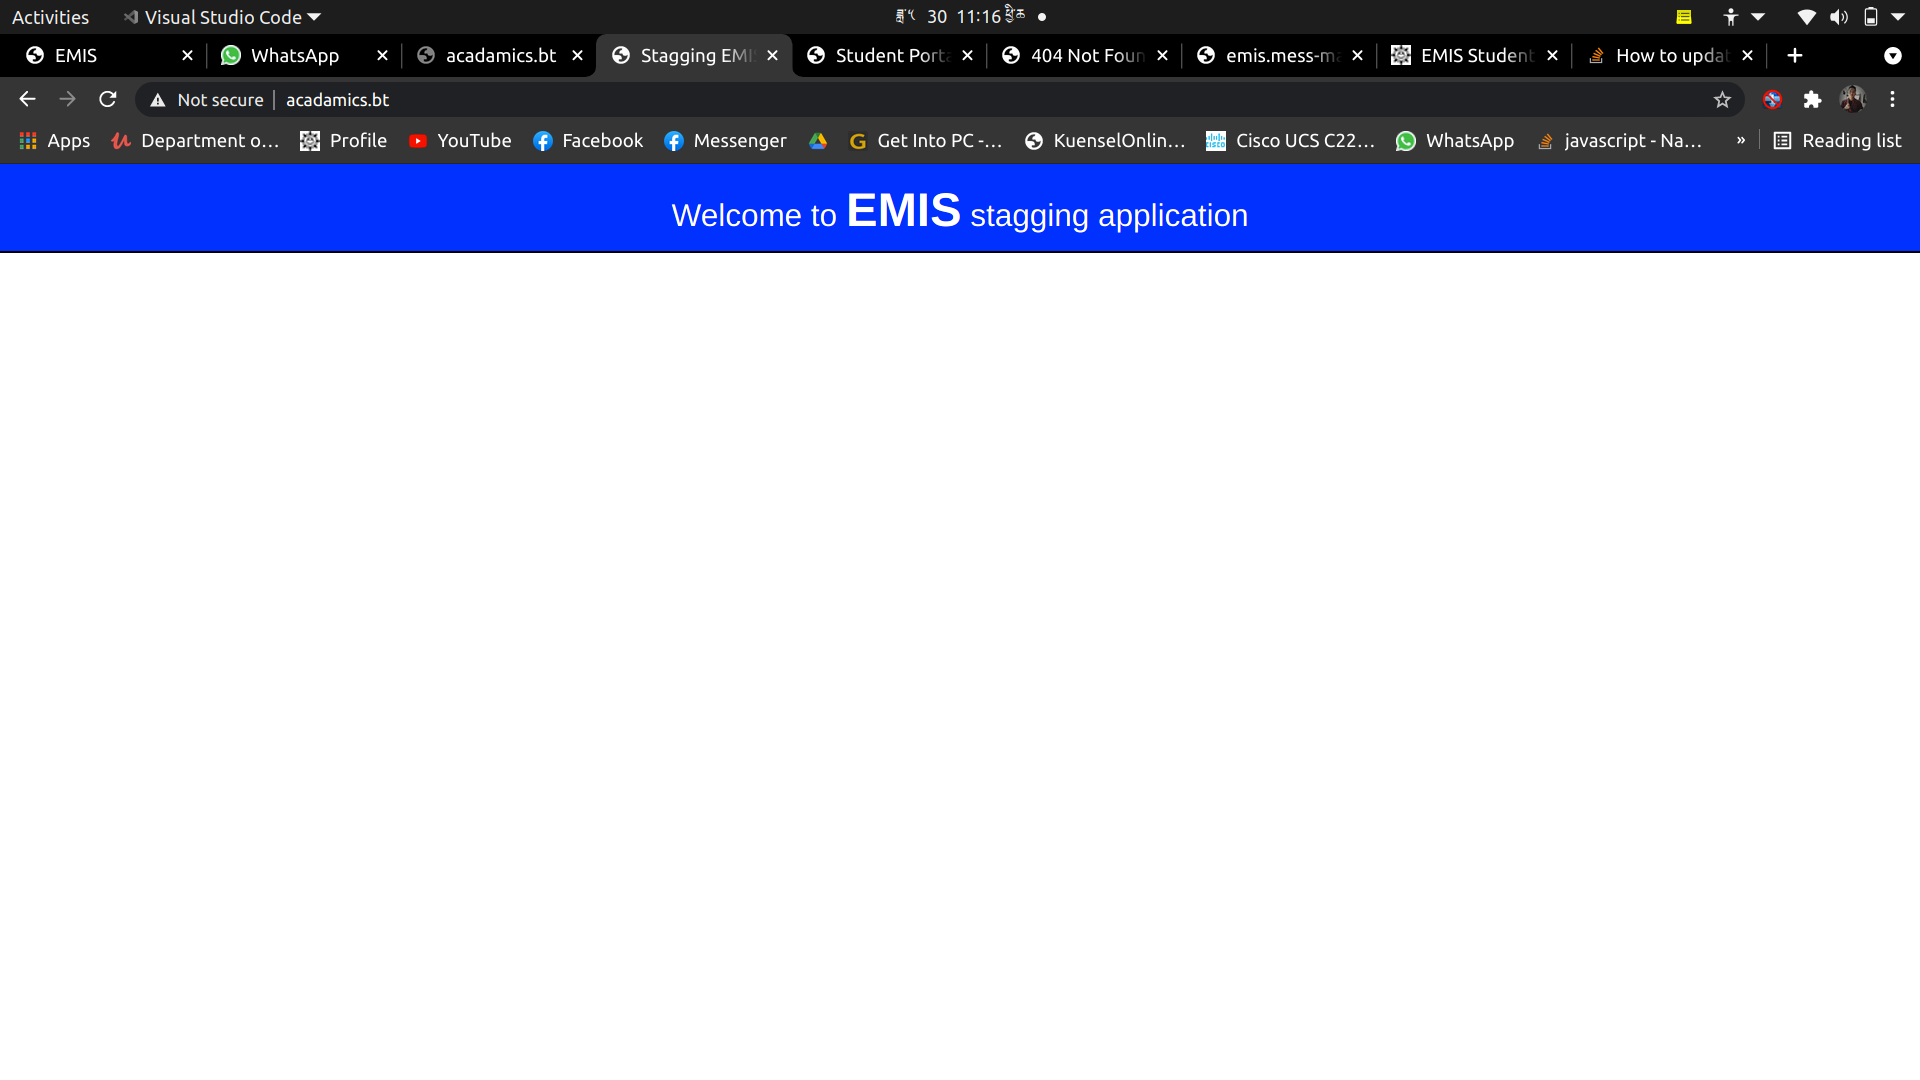 Activities Visual Studio Code 30 11:16
EMIS WhatsApp acadamics.bt Stagging EMI Student Porta 404 Not Foun emis.mess-ma EMIS Student How to updat
Not secure acadamics.bt
Apps Department o… Profile YouTube Facebook Messenger Get Into PC -… KuenselOnlin… Cisco UCS C22… WhatsApp javascript - Na… » Reading list
Welcome to EMIS stagging application